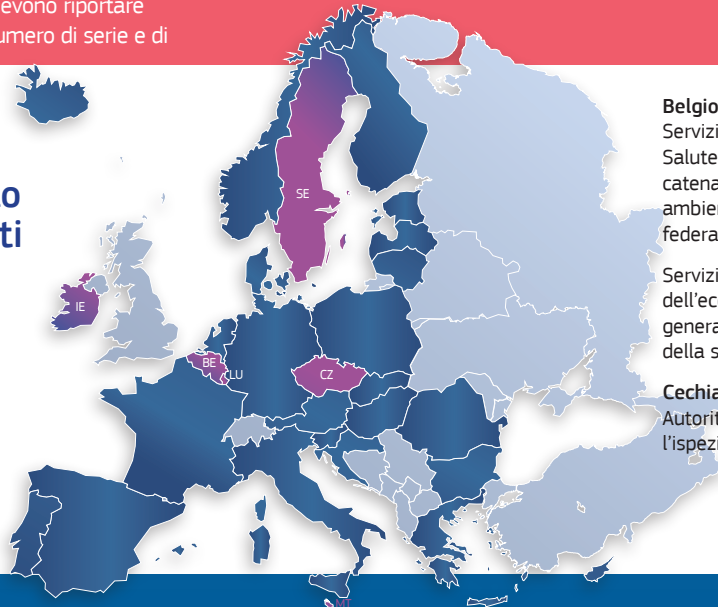 evono riportare
umero di serie e di
o
ti
SE
IE
BE
LU
CZ
MT
Belgio
Servizi
Salute
catena
ambier
federa
Servizi
dell'ec
genera
della s
Cechia
Autorit
l'ispezi